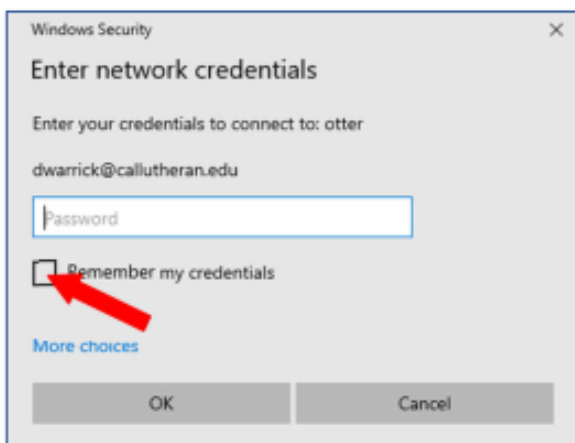 Windows Security
Enter network credentials
Enter your credentials to connect to: otter
dwarrick@callutheran.edu
Password
Remember my credentials
More choices
OK Cancel